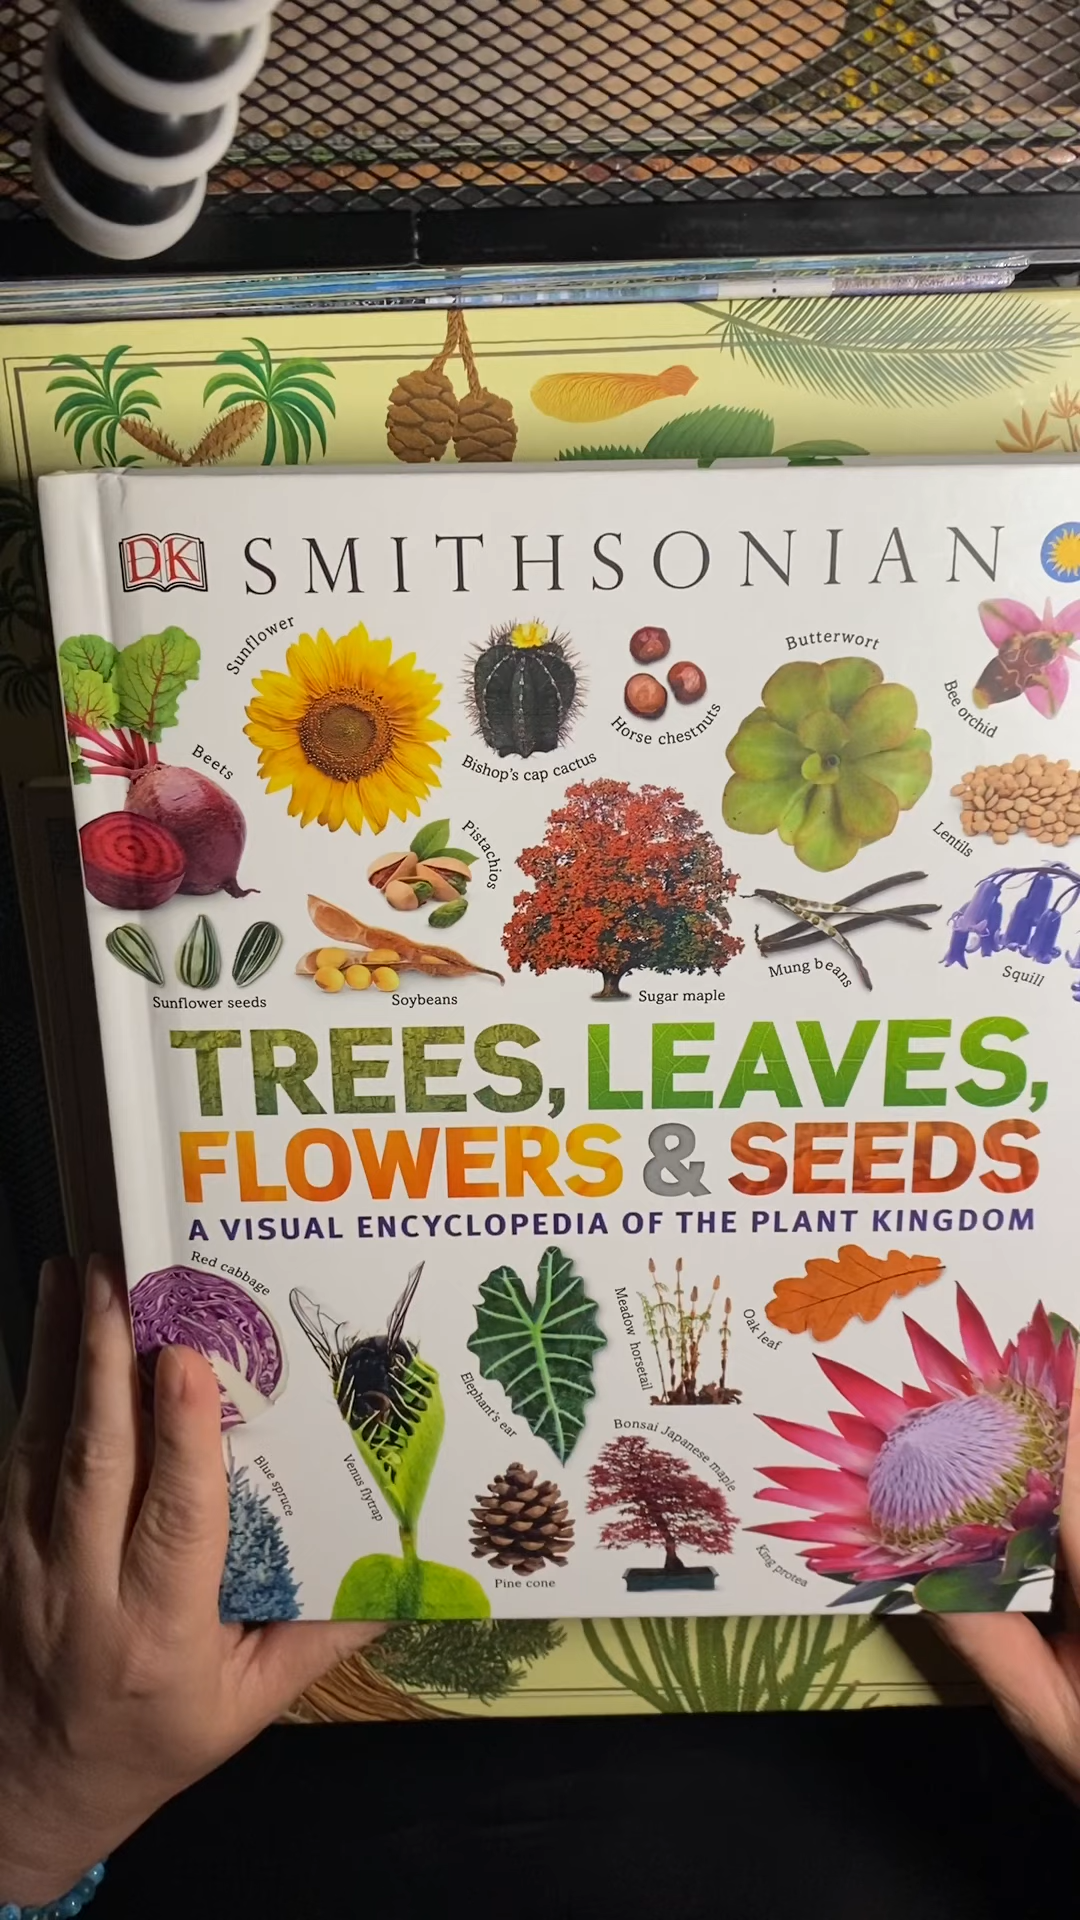 DK SMITHSONIAN
Sunflower
Butterwort
Bee orchid
Beets
Horse chestnuts
Bishop's cap cactus
Pistachios
Lentils
Mung beans
Squill
Sunflower seeds
Soybeans
Sugar maple
TREES, LEAVES,
FLOWERS & SEEDS
A VISUAL ENCYCLOPEDIA OF THE PLANT KINGDOM
Red cabbage
Meadow horsetail
Oak leaf
Elephant's ear
Bonsai Japanese maple
Blue spruce
Venus flytrap
King protea
Pine cone